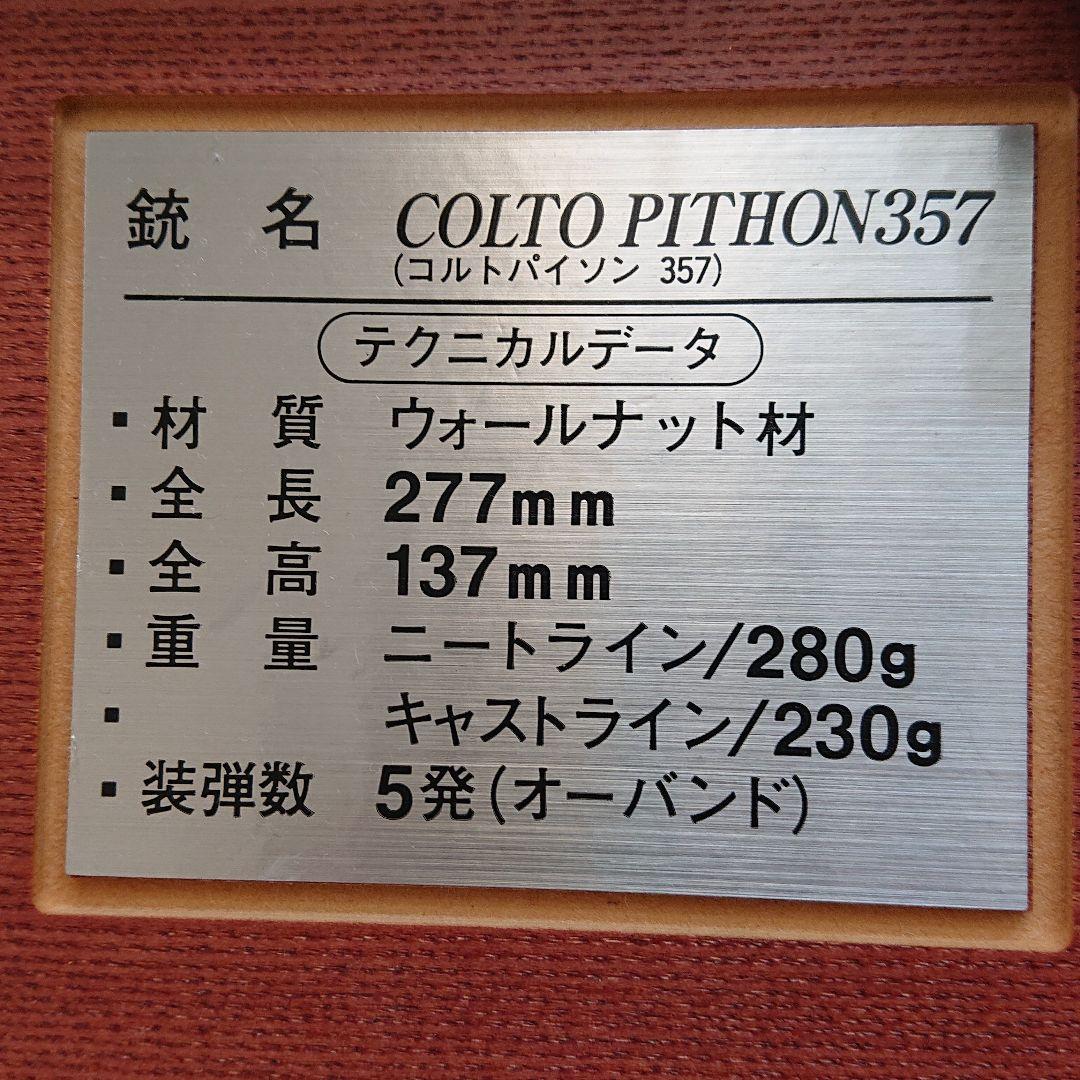 銃名 COLTO PITHON357
(コルトパイソン 357)
テクニカルデータ
▪材質 ウォールナット材
▪全長 277mm
▪全高 137mm
▪重量 ニートライン/280g
▪ キャストライン/230g
▪装弾数 5発(オーバンド)